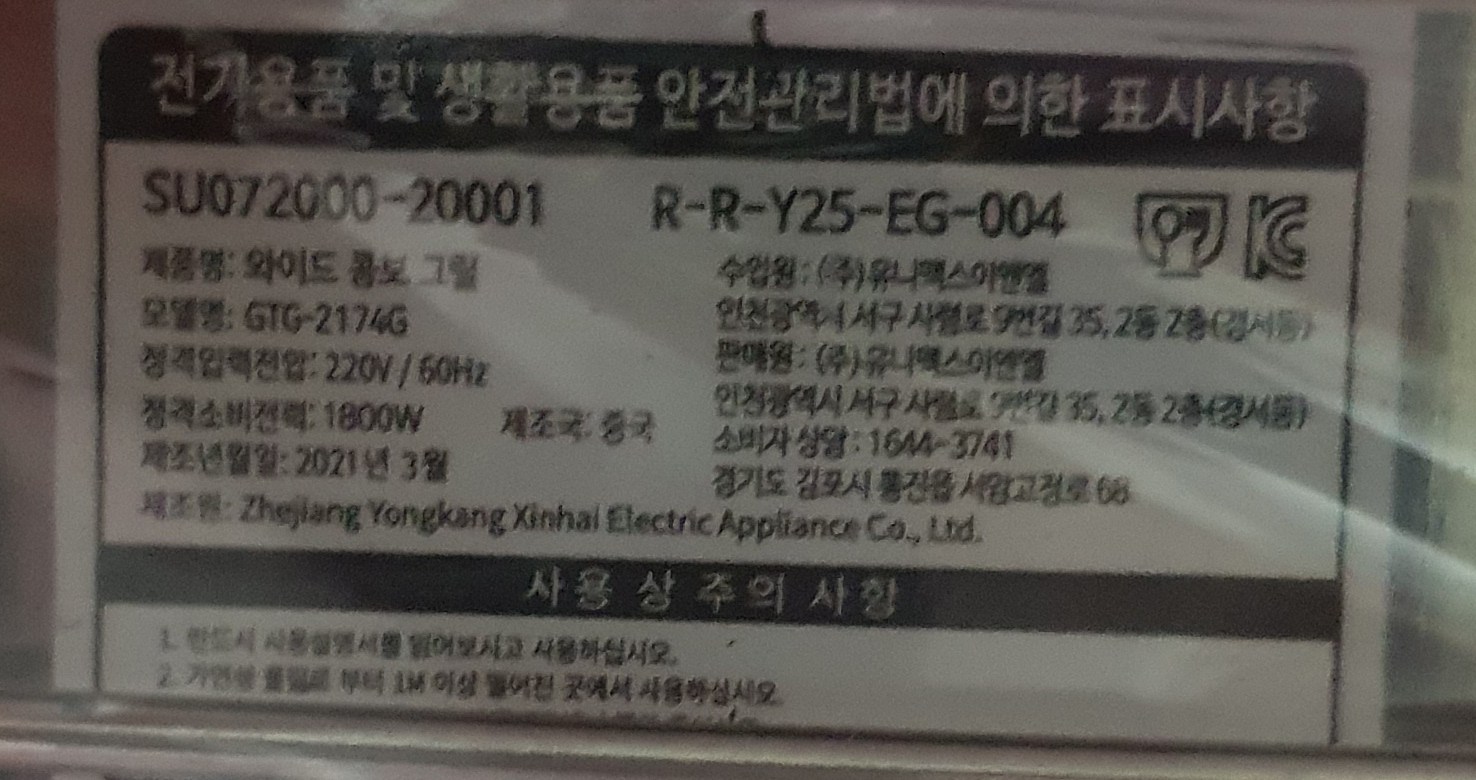 전기용품 및 생활용품 안전관리법에 의한 표시사항
SU072000-20001
R-R-Y25-EG-004
제품명: 와이드 콤보 그릴
모델명: GTG-2174G
정격입력전압: 220V / 60Hz
정격소비전력: 1800W
제조국: 중국
제조년월일: 2021년 3월
제조원: Zhejiang Yongkang Xinhai Electric Appliance Co., Ltd.
수입원: (주)유니맥스이엔엘
인천광역시 서구 사렴로 9번길 35, 2동 2층(경서동)
판매원: (주)유니맥스이엔엘
인천광역시 서구 사렴로 9번길 35, 2동 2층(경서동)
소비자 상담: 1644-3741
경기도 김포시 통진읍 서암고정로 68
사용 상 주의 사항
1. 반드시 사용설명서를 읽어보시고 사용하십시오.
2. 가연성 물질로 부터 1M 이상 떨어진 곳에서 사용하십시오